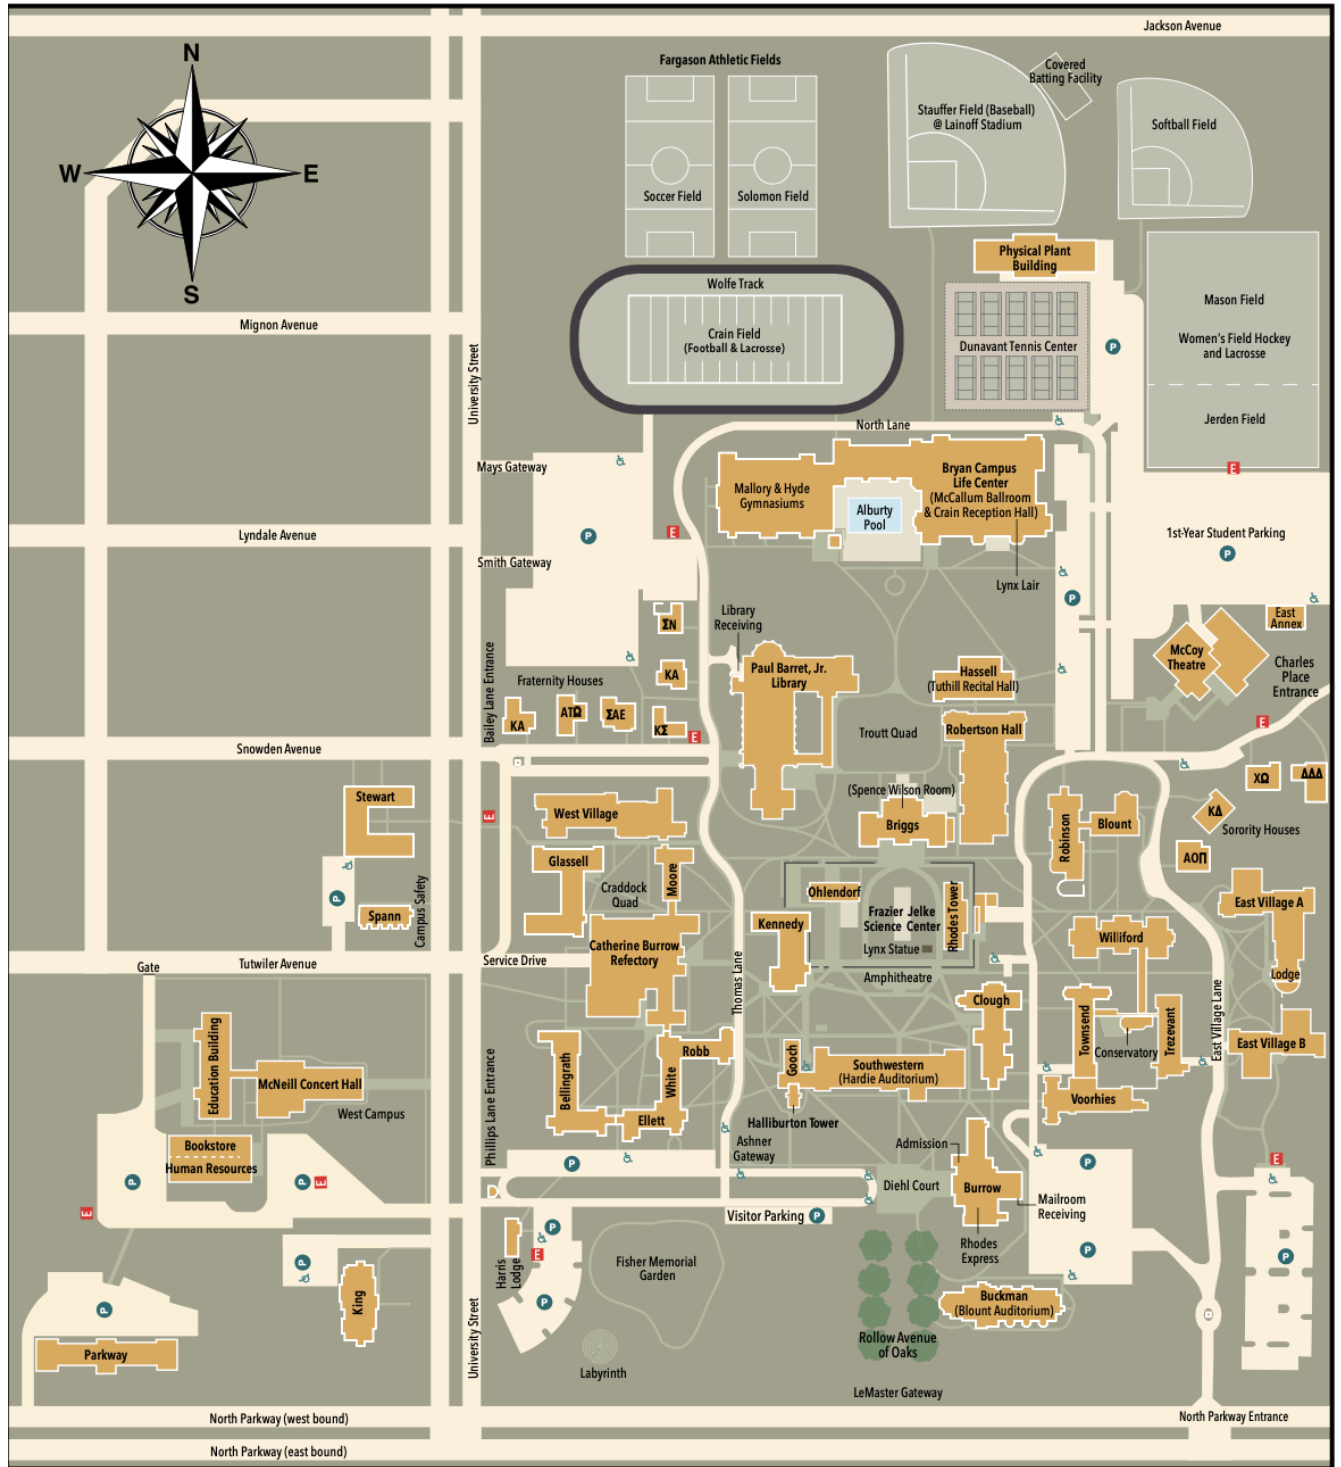 Jackson Avenue
N
W
E
S
Fargason Athletic Fields
Covered
Batting Facility
Stauffer Field (Baseball)
@ Lainoff Stadium
Softball Field
Soccer Field
Solomon Field
Physical Plant
Building
Wolfe Track
Crain Field
(Football & Lacrosse)
Dunavant Tennis Center
P
Mason Field
Women's Field Hockey
and Lacrosse
Jerden Field
Mignon Avenue
University Street
North Lane
Mays Gateway
Mallory & Hyde
Gymnasiums
Bryan Campus
Life Center
(McCallum Ballroom
& Crain Reception Hall)
Alburty
Pool
E
Lyndale Avenue
P
E
1st-Year Student Parking
P
Smith Gateway
Lynx Lair
P
ΣN
Library
Receiving
East
Annex
McCoy
Theatre
Charles
Place
Entrance
Bailey Lane Entrance
Fraternity Houses
KA
Paul Barret, Jr.
Library
Hassell
(Tuthill Recital Hall)
KA
ATΩ
ΣAE
KΣ
E
Troutt Quad
Robertson Hall
E
Snowden Avenue
XΩ
ΔΔΔ
Stewart
(Spence Wilson Room)
Briggs
West Village
E
Robinson
Blount
KΔ
Sorority Houses
AOΠ
Glassell
Moore
Craddock
Quad
P
Spann
Campus Safety
Ohlendorf
Kennedy
Frazier Jelke
Science Center
Rhodes Tower
Lynx Statue
Amphitheatre
East Village A
Lodge
Williford
Catherine Burrow
Refectory
Service Drive
Tutwiler Avenue
Gate
Thomas Lane
Clough
Townsend
Conservatory
Trezevant
East Village Lane
East Village B
Education Building
McNeill Concert Hall
West Campus
Phillips Lane Entrance
Bellingrath
Robb
White
Ellett
Gooch
Southwestern
(Hardie Auditorium)
Halliburton Tower
Voorhies
Bookstore
Human Resources
P
P
E
E
P
Ashner
Gateway
Admission
Burrow
Diehl Court
Mailroom
Receiving
Rhodes
Express
P
E
Visitor Parking P
P
P
E
Harris
Lodge
P
Fisher Memorial
Garden
P
P
King
P
Parkway
Buckman
(Blount Auditorium)
Rollow Avenue
of Oaks
University Street
Labyrinth
LeMaster Gateway
North Parkway (west bound)
North Parkway Entrance
North Parkway (east bound)